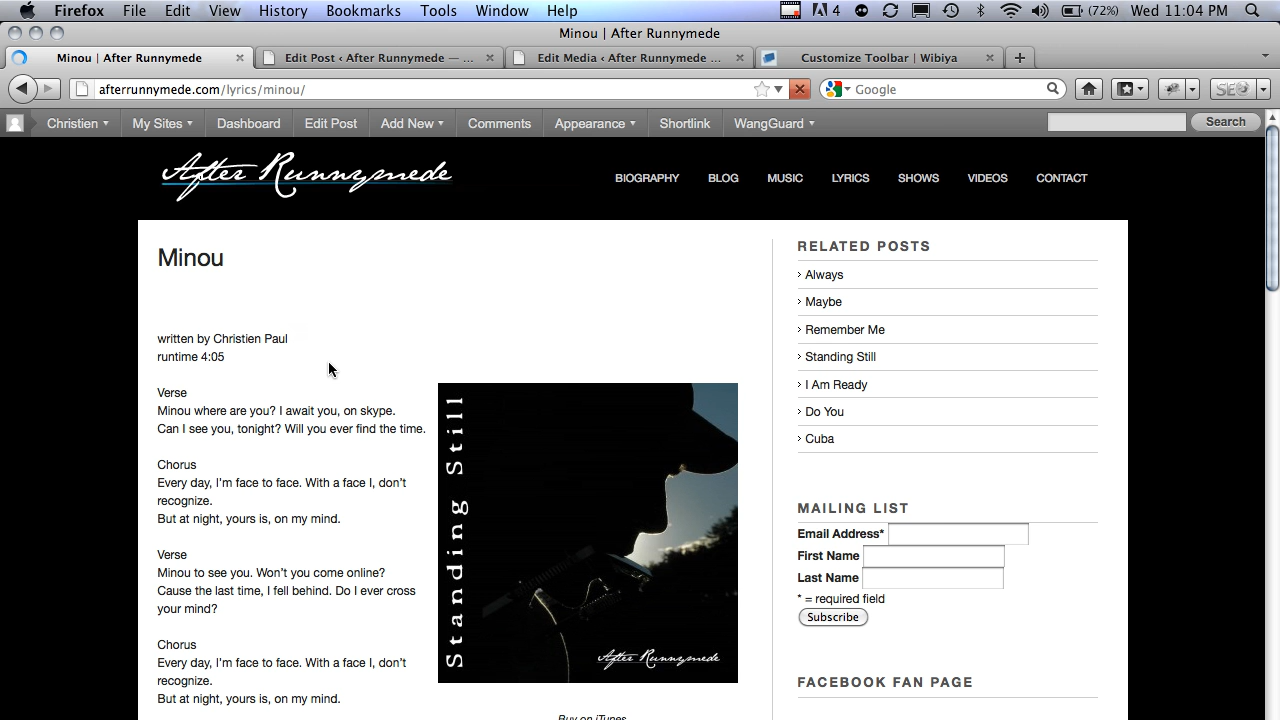 Firefox File Edit View History Bookmarks Tools Window Help 4 (72%) Wed 11:04 PM
Minou | After Runnymede
Minou | After Runnymede Edit Post ‹ After Runnymede — ... Edit Media ‹ After Runnymede ... Customize Toolbar | Wibiya
afterrunnymede.com/lyrics/minou/ Google SEO
Christien My Sites Dashboard Edit Post Add New Comments Appearance Shortlink WangGuard Search
After Runnymede BIOGRAPHY BLOG MUSIC LYRICS SHOWS VIDEOS CONTACT
Minou
written by Christien Paul
runtime 4:05
Verse
Minou where are you? I await you, on skype.
Can I see you, tonight? Will you ever find the time.
Chorus
Every day, I'm face to face. With a face I, don't
recognize.
But at night, yours is, on my mind.
Verse
Minou to see you. Won't you come online?
Cause the last time, I fell behind. Do I ever cross
your mind?
Chorus
Every day, I'm face to face. With a face I, don't
recognize.
But at night, yours is, on my mind.
Standing Still
After Runnymede
Buy on iTunes
RELATED POSTS
› Always
› Maybe
› Remember Me
› Standing Still
› I Am Ready
› Do You
› Cuba
MAILING LIST
Email Address*
First Name
Last Name
* = required field
Subscribe
FACEBOOK FAN PAGE